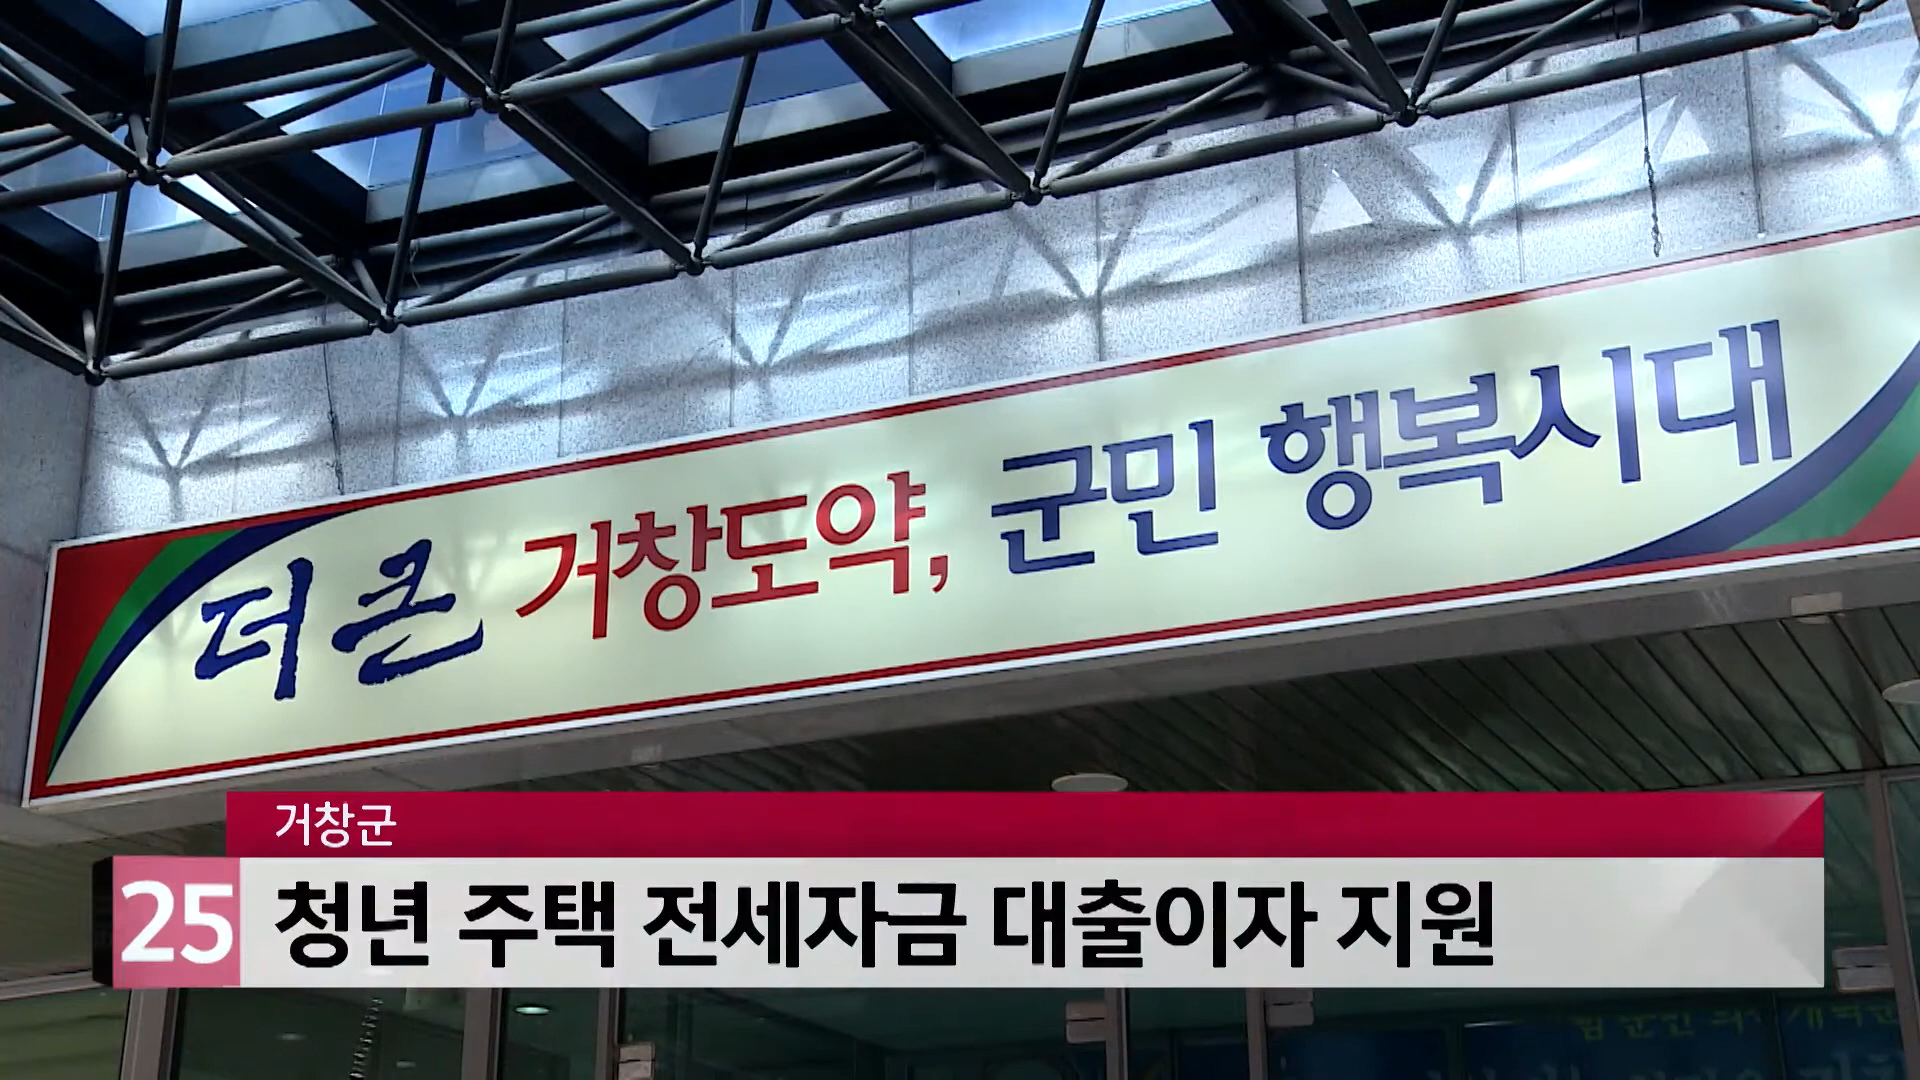 더 큰 거창도약, 군민 행복시대
거창군
25 청년 주택 전세자금 대출이자 지원